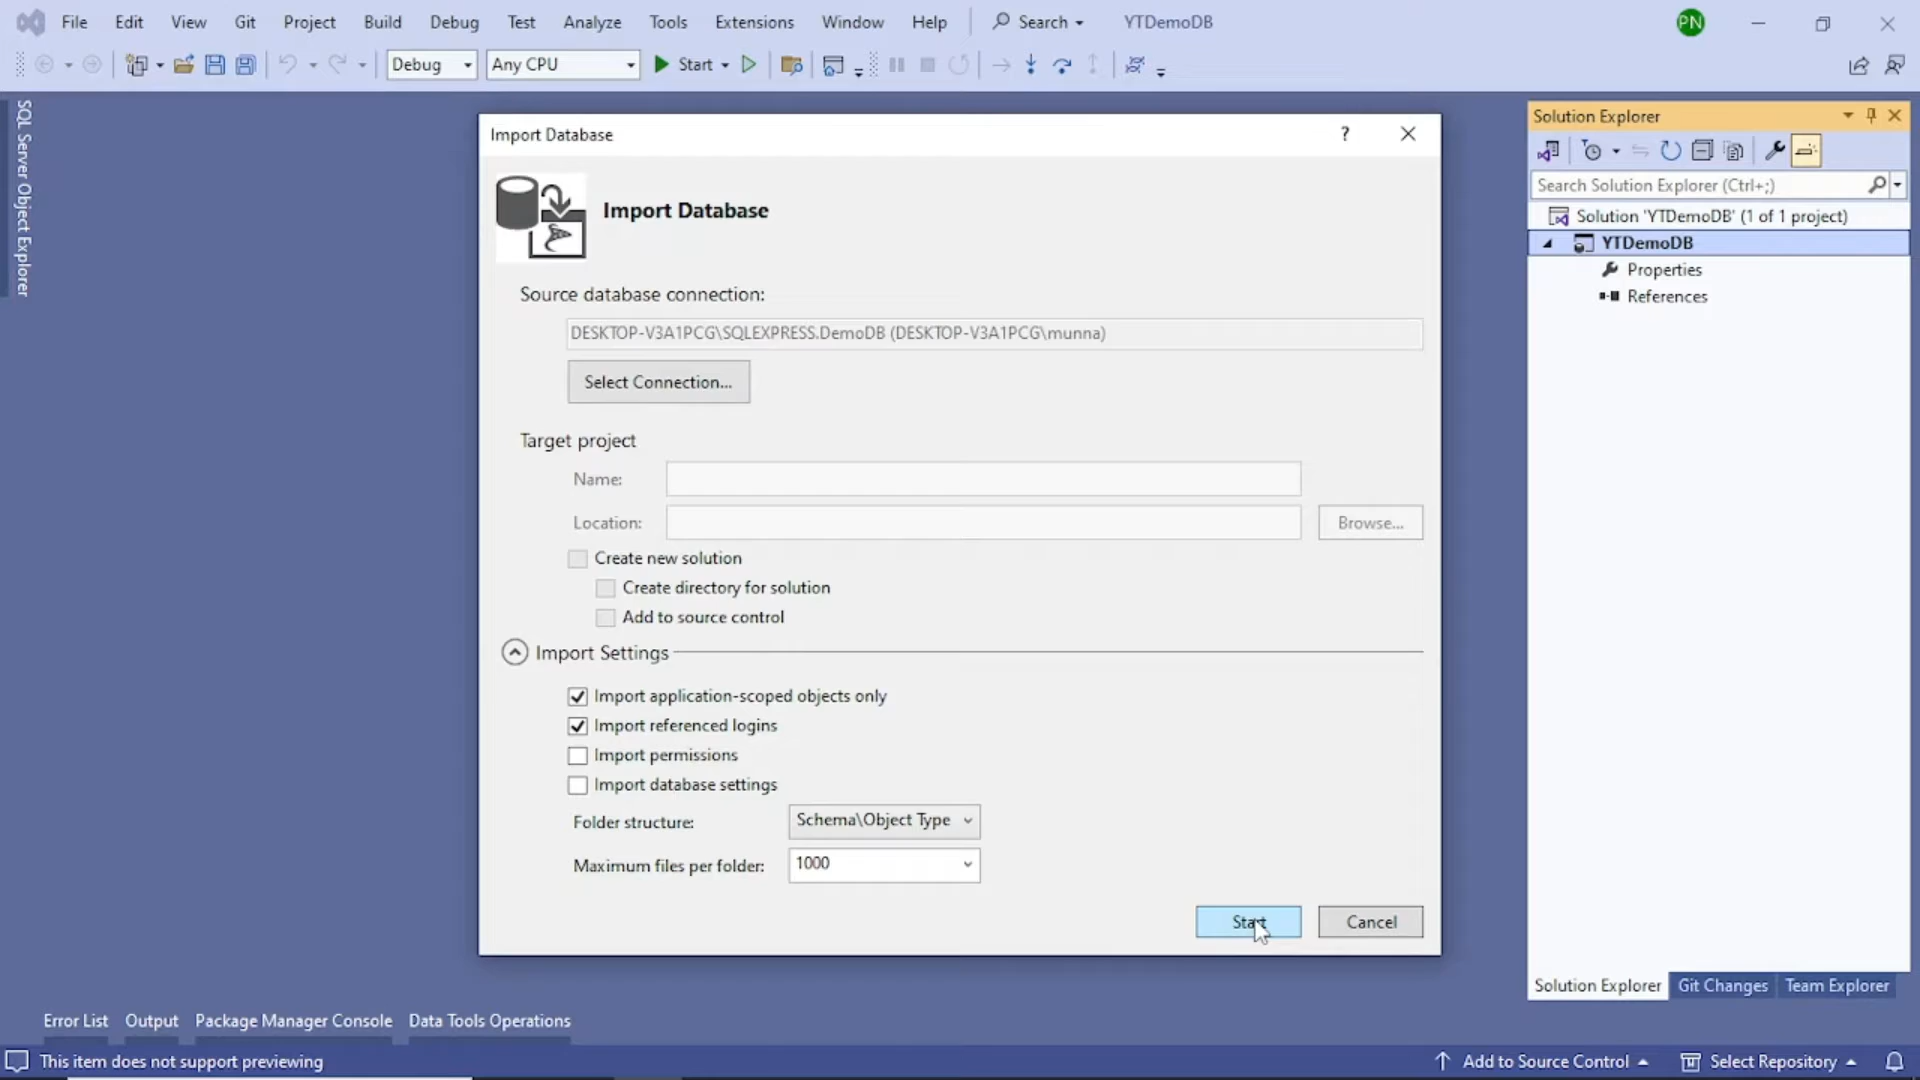 File Edit View Git Project Build Debug Test Analyze Tools Extensions Window Help Search YTDemoDB PN
Debug Any CPU Start
SQL Server Object Explorer
Import Database ?
Import Database
Source database connection:
DESKTOP-V3A1PCG\SQLEXPRESS.DemoDB (DESKTOP-V3A1PCG\munna)
Select Connection...
Target project
Name:
Location: Browse...
Create new solution
Create directory for solution
Add to source control
Import Settings
Import application-scoped objects only
Import referenced logins
Import permissions
Import database settings
Folder structure: Schema\Object Type
Maximum files per folder: 1000
Start Cancel
Solution Explorer
Search Solution Explorer (Ctrl+;)
Solution 'YTDemoDB' (1 of 1 project)
YTDemoDB
Properties
References
Solution Explorer Git Changes Team Explorer
Error List Output Package Manager Console Data Tools Operations
This item does not support previewing Add to Source Control Select Repository